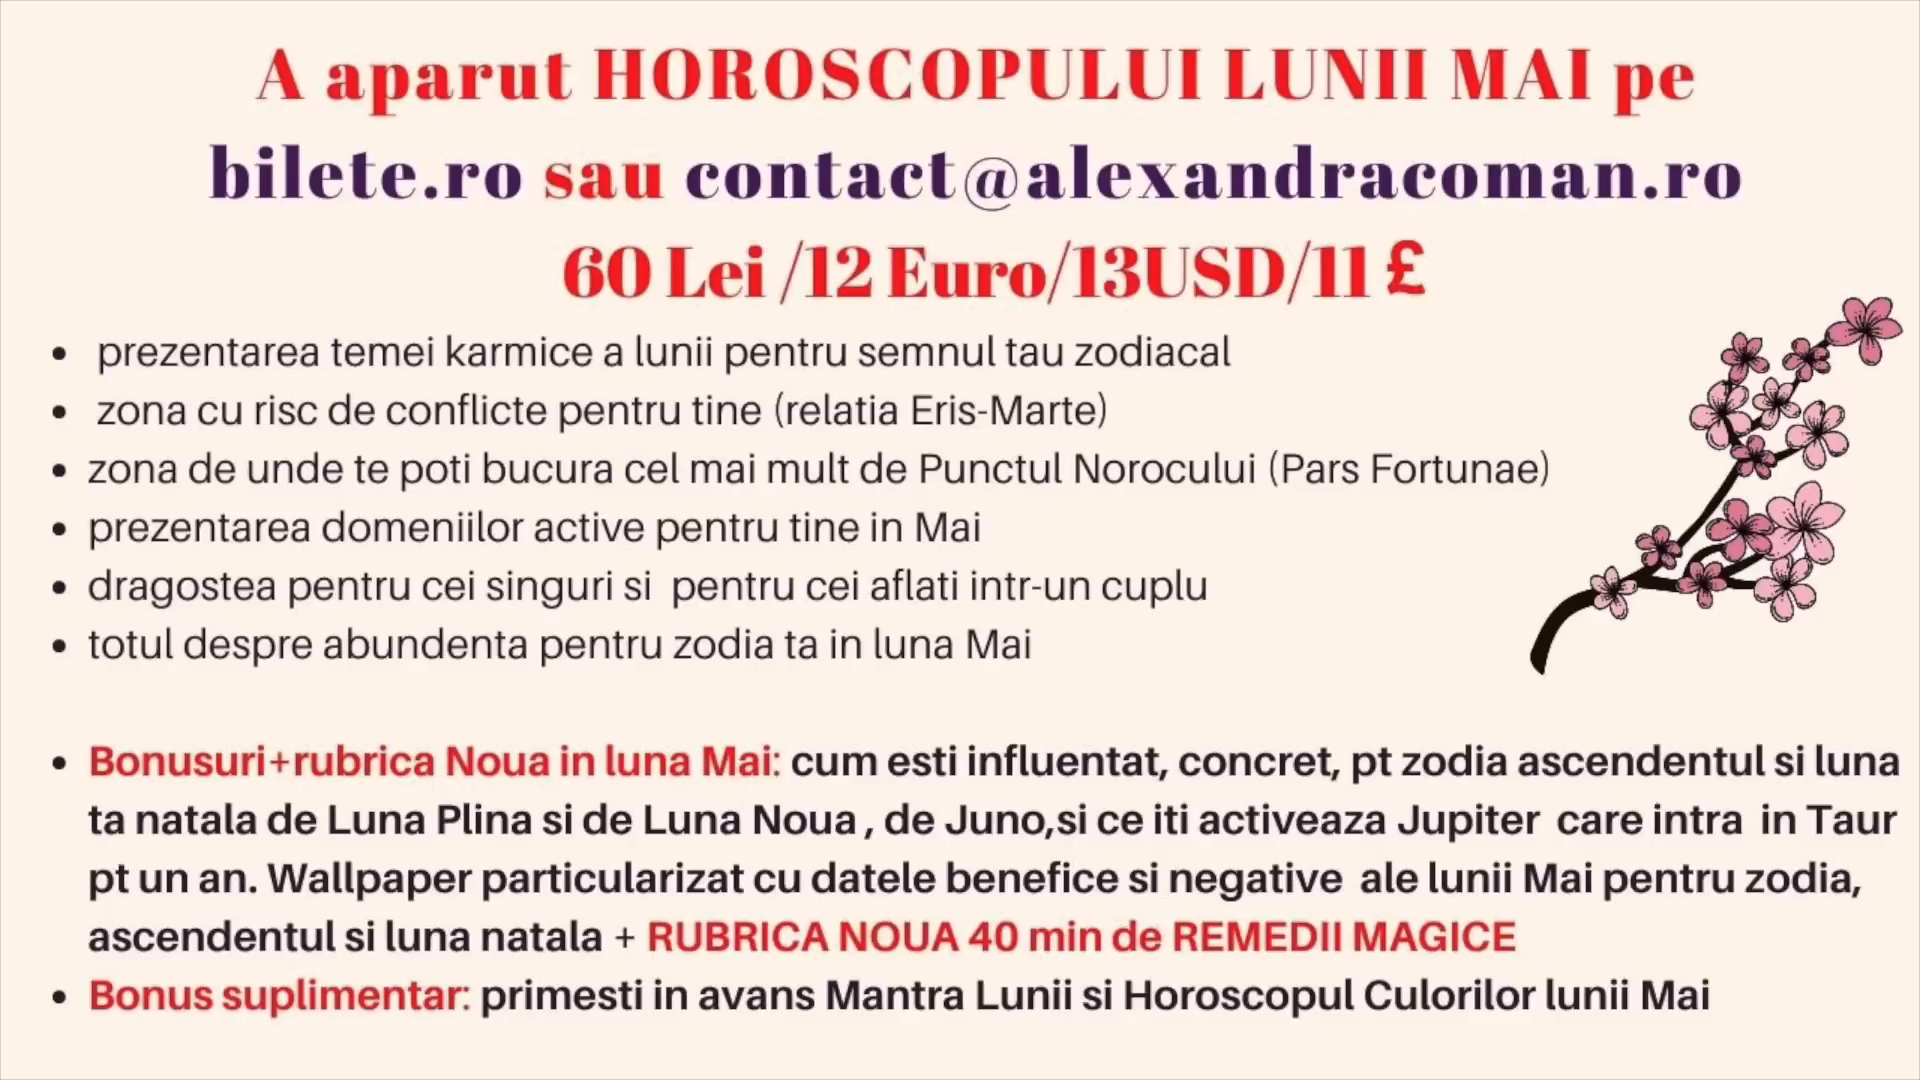 A aparut HOROSCOPULUI LUNII MAI pe
bilete.ro sau contact@alexandracoman.ro
60 Lei /12 Euro/13USD/11 £
• prezentarea temei karmice a lunii pentru semnul tau zodiacal
• zona cu risc de conflicte pentru tine (relatia Eris-Marte)
• zona de unde te poti bucura cel mai mult de Punctul Norocului (Pars Fortunae)
• prezentarea domeniilor active pentru tine in Mai
• dragostea pentru cei singuri si pentru cei aflati intr-un cuplu
• totul despre abundenta pentru zodia ta in luna Mai
• Bonusuri+rubrica Noua in luna Mai: cum esti influentat, concret, pt zodia ascendentul si luna
ta natala de Luna Plina si de Luna Noua , de Juno,si ce iti activeaza Jupiter care intra in Taur
pt un an. Wallpaper particularizat cu datele benefice si negative ale lunii Mai pentru zodia,
ascendentul si luna natala + RUBRICA NOUA 40 min de REMEDII MAGICE
• Bonus suplimentar: primesti in avans Mantra Lunii si Horoscopul Culorilor lunii Mai